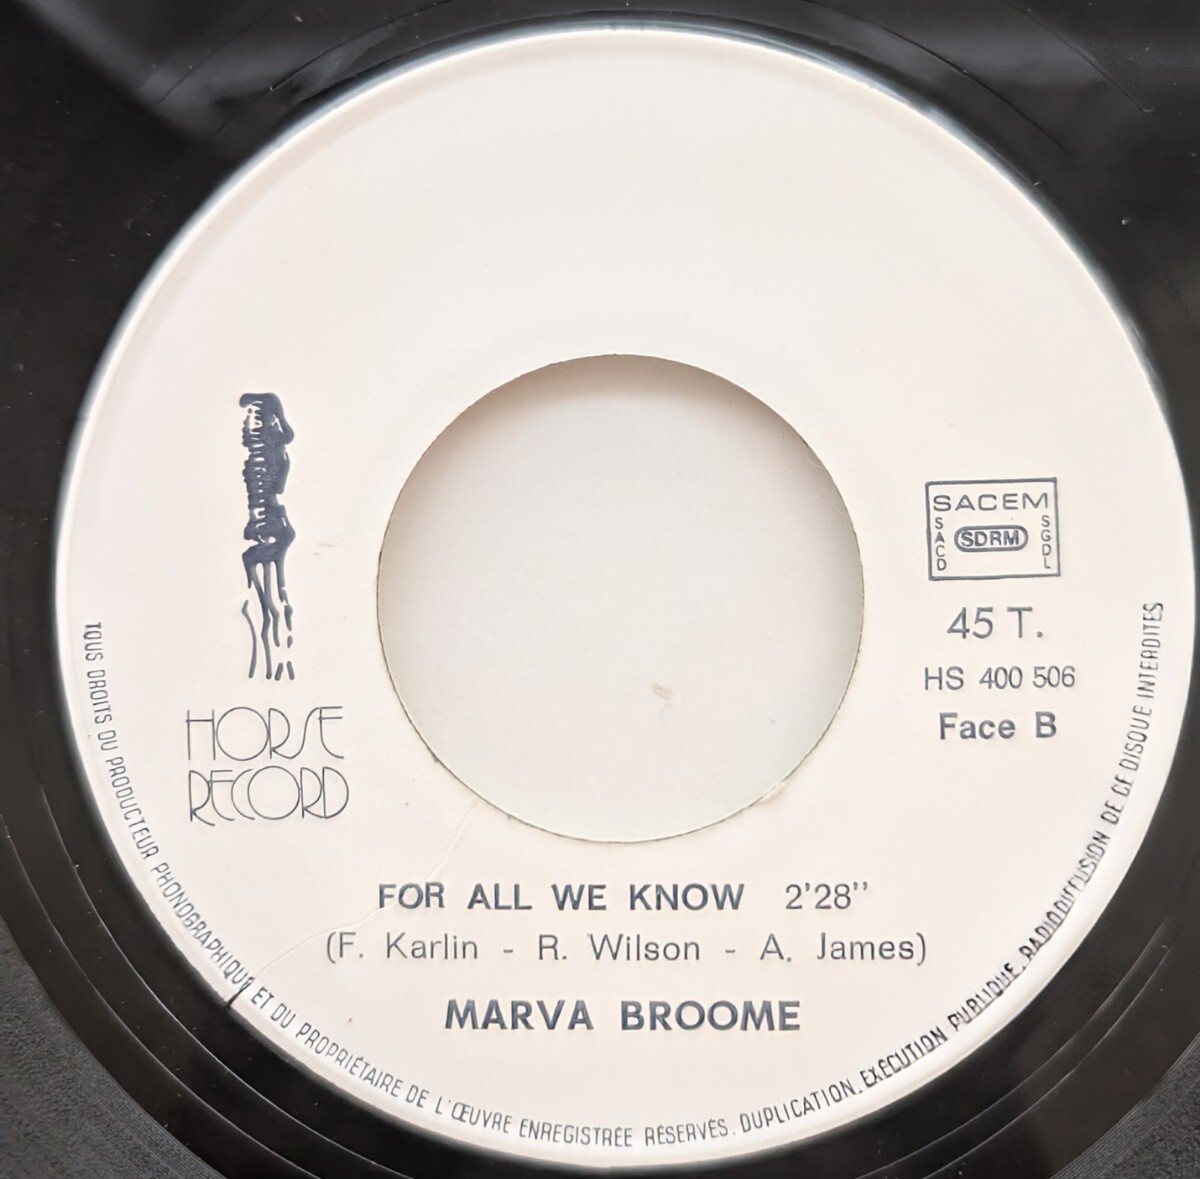 HORSE
RECORD
SACEM
SACD
SDRM
SGDL
45 T.
HS 400 506
Face B
FOR ALL WE KNOW 2'28''
(F. Karlin - R. Wilson - A. James)
MARVA BROOME
TOUS DROITS DU PRODUCTEUR PHONOGRAPHIQUE ET DU PROPRIÉTAIRE DE L'ŒUVRE ENREGISTRÉE RÉSERVÉS. DUPLICATION, EXÉCUTION PUBLIQUE, RADIODIFFUSION DE CE DISQUE INTERDITES